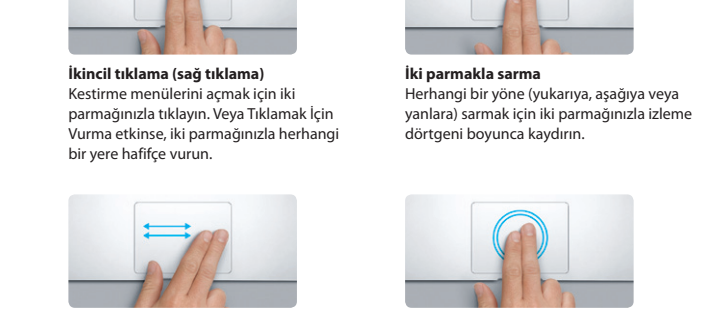 İkincil tıklama (sağ tıklama)
Kestirme menülerini açmak için iki
parmağınızla tıklayın. Veya Tıklamak İçin
Vurma etkinse, iki parmağınızla herhangi
bir yere hafifçe vurun.
İki parmakla sarma
Herhangi bir yöne (yukarıya, aşağıya veya
yanlara) sarmak için iki parmağınızla izleme
dörtgeni boyunca kaydırın.